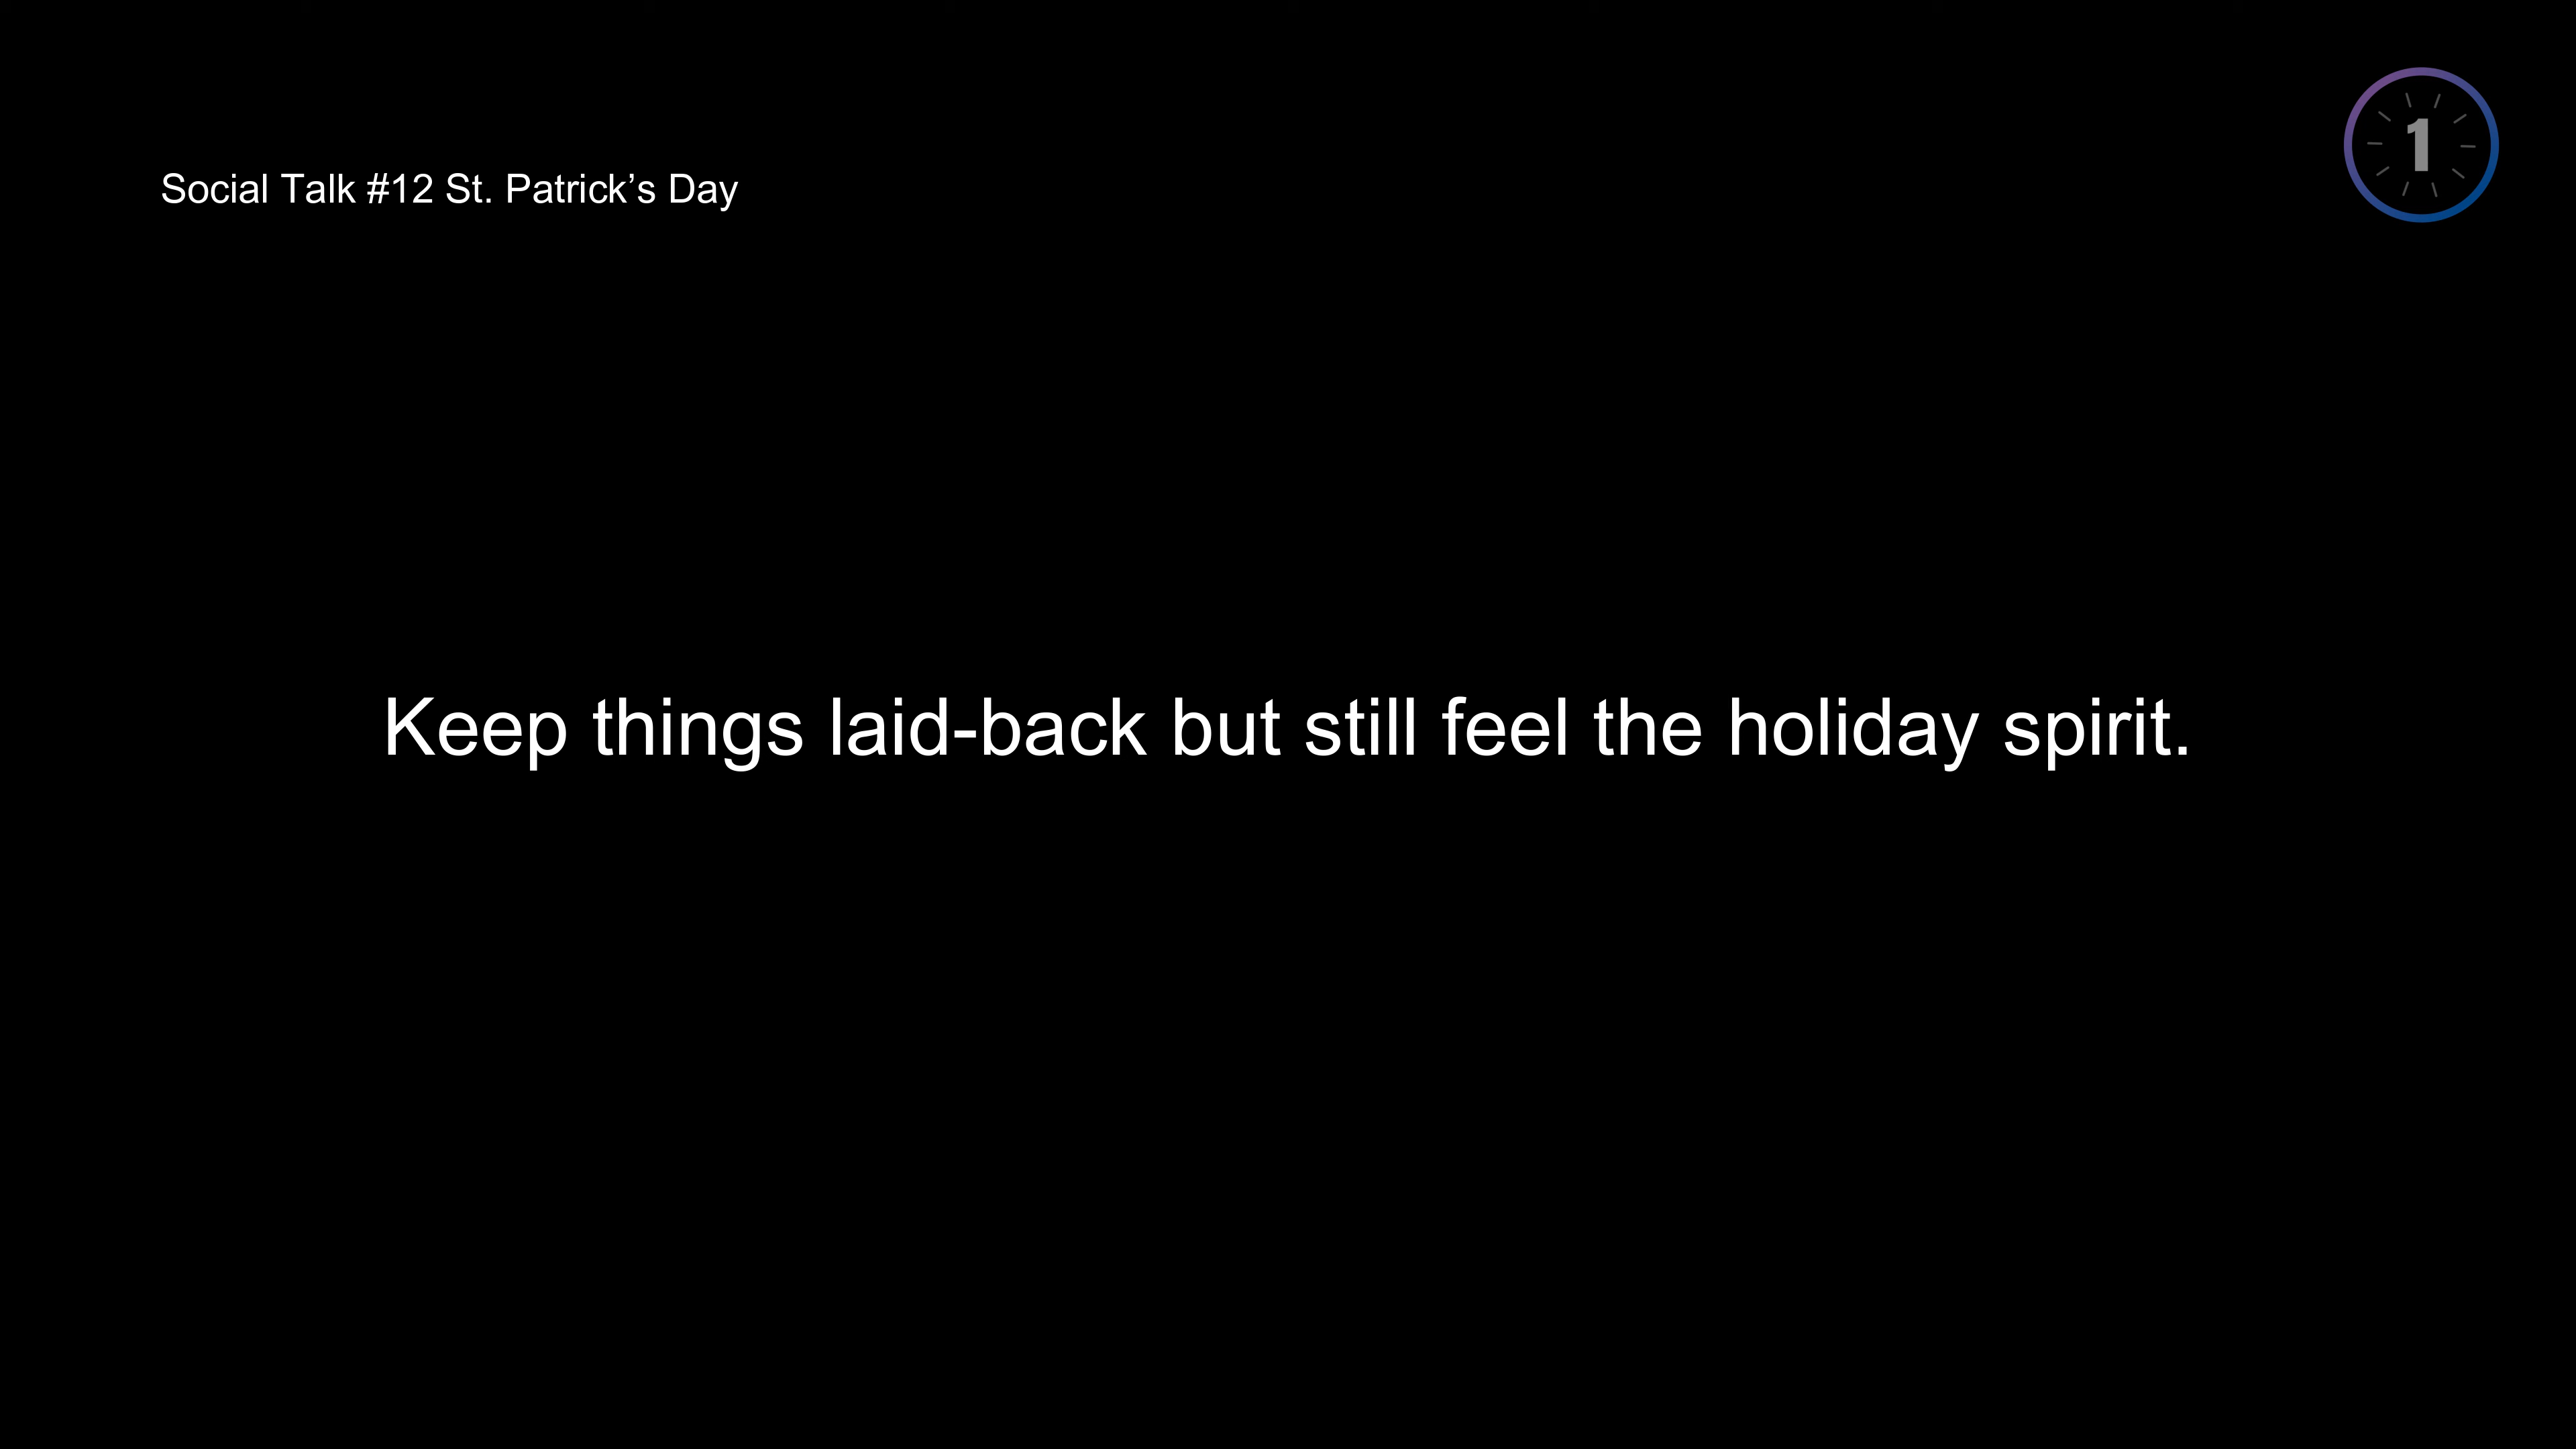 Social Talk #12 St. Patrick’s Day
1
Keep things laid-back but still feel the holiday spirit.